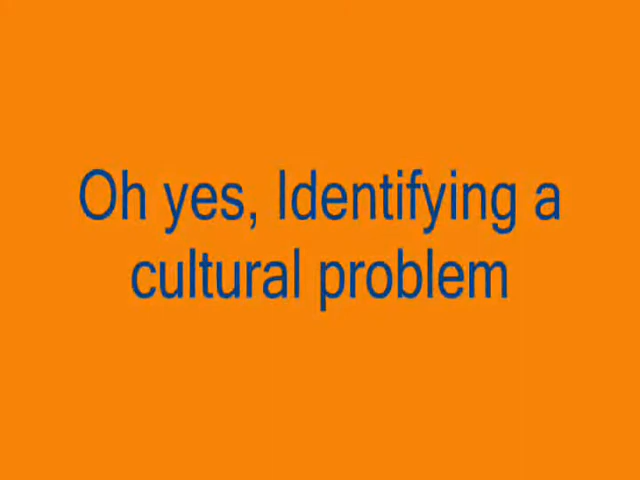 Oh yes, Identifying a
cultural problem